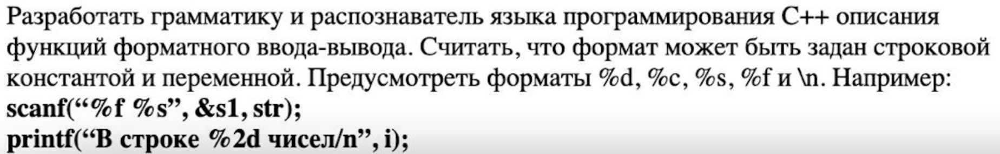 Разработать грамматику и распознаватель языка программирования С++ описания
функций форматного ввода-вывода. Считать, что формат может быть задан строковой
константой и переменной. Предусмотреть форматы %d, %c, %s, %f и \n. Например:
scanf(“%f %s”, &s1, str);
printf(“В строке %2d чисел/n”, i);